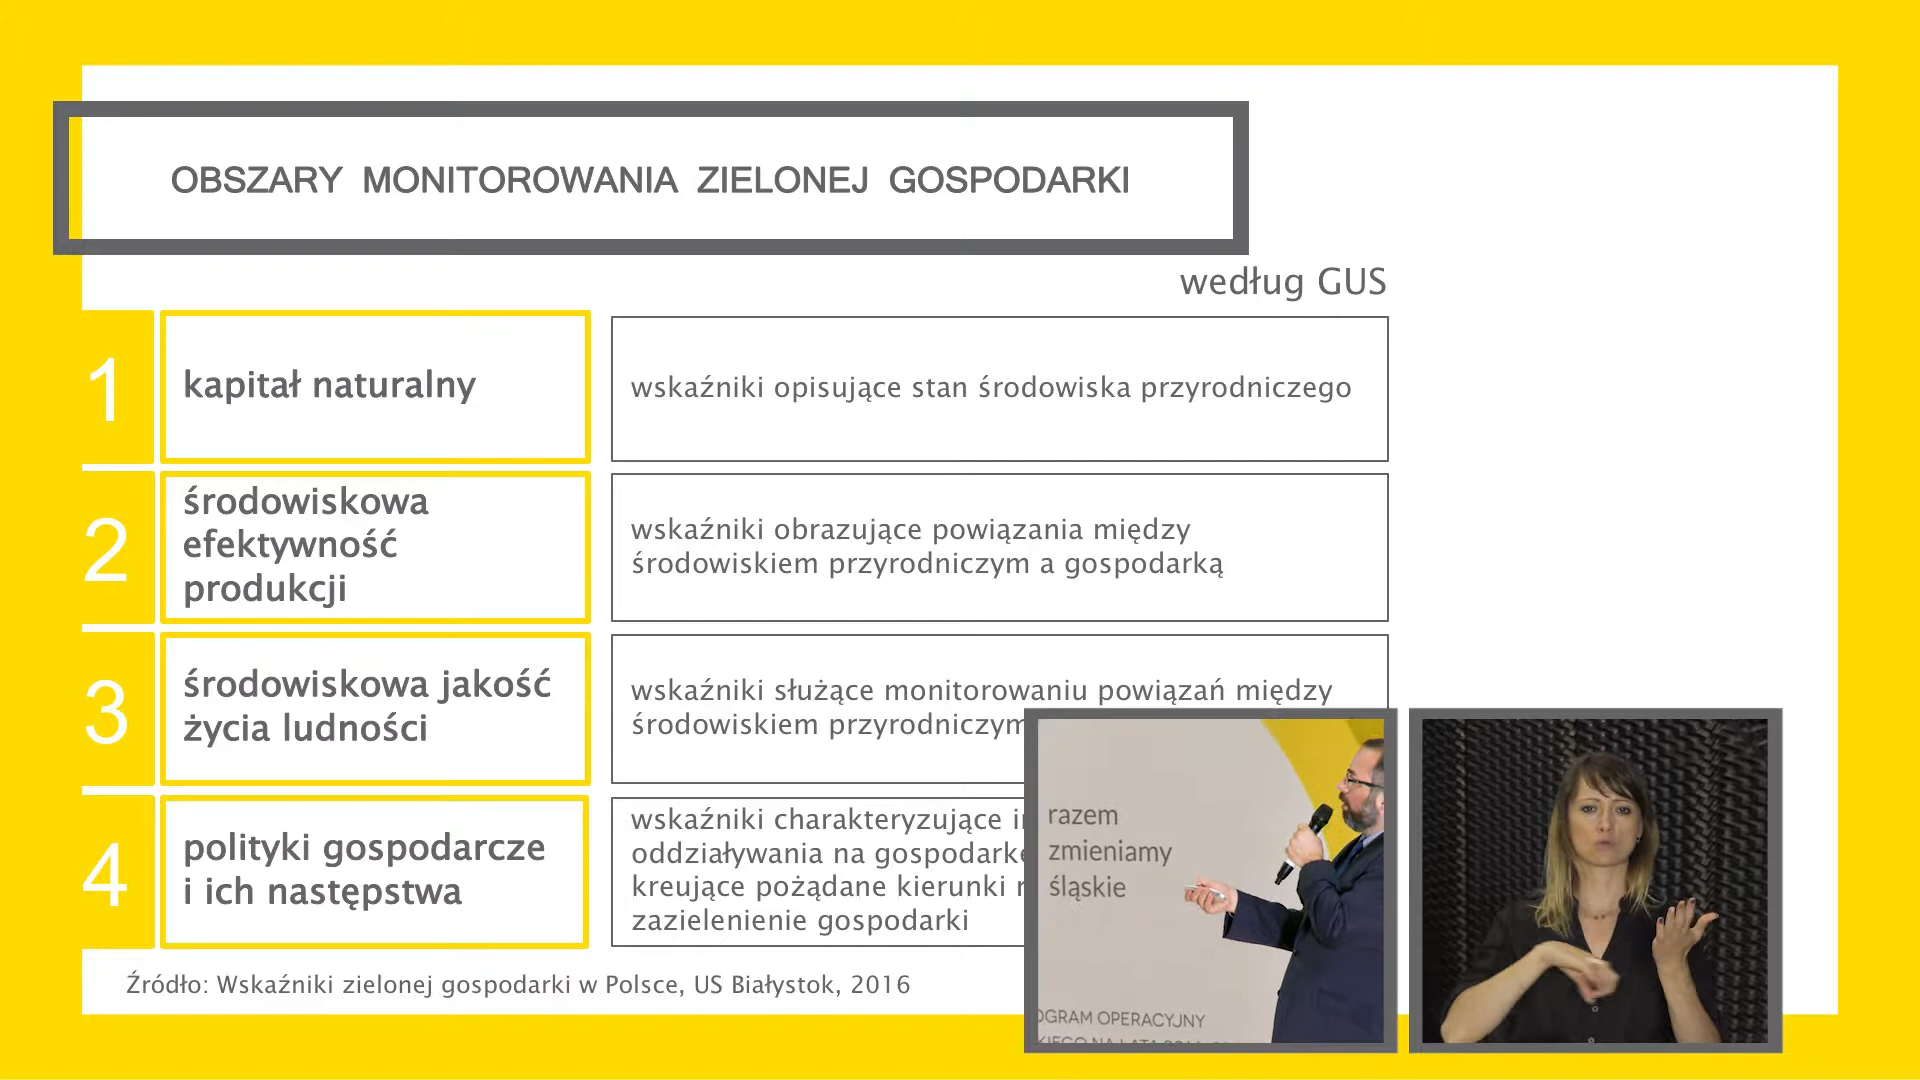 OBSZARY MONITOROWANIA ZIELONEJ GOSPODARKI
według GUS
1
kapitał naturalny
wskaźniki opisujące stan środowiska przyrodniczego
2
środowiskowa
efektywność
produkcji
wskaźniki obrazujące powiązania między
środowiskiem przyrodniczym a gospodarką
3
środowiskowa jakość
życia ludności
wskaźniki służące monitorowaniu powiązań między
środowiskiem przyrodniczym
4
polityki gospodarcze
i ich następstwa
wskaźniki charakteryzujące
oddziaływania na gospodarkę
kreujące pożądane kierunki
zazielenienie gospodarki
Źródło: Wskaźniki zielonej gospodarki w Polsce, US Białystok, 2016
razem
zmieniamy
śląskie
OPERACYJNY
NA LATA